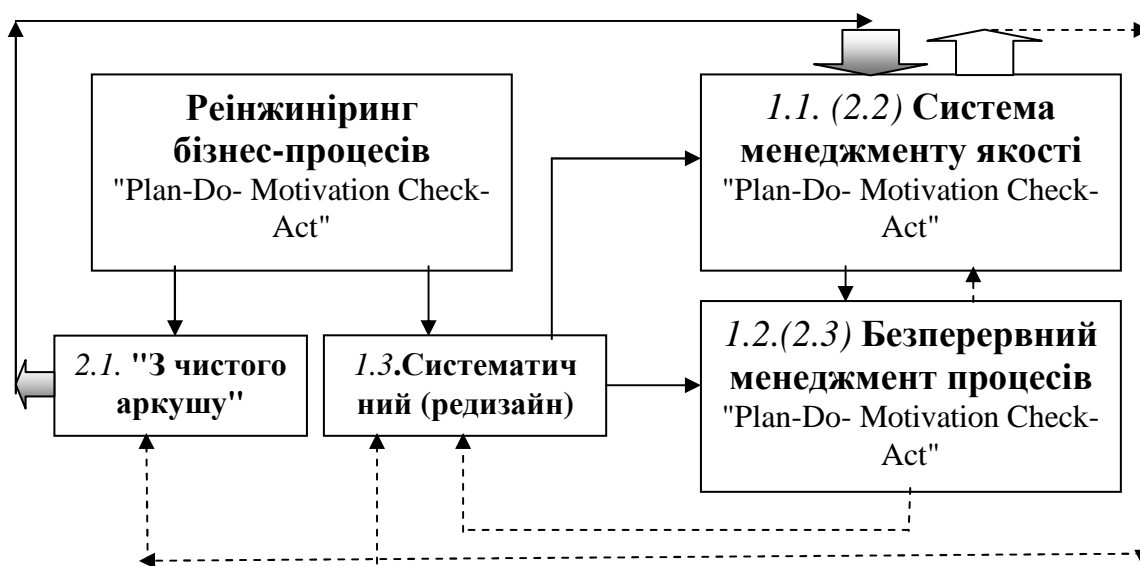 Реінжиніринг
бізнес-процесів
"Plan-Do- Motivation Check-
Act"
1.1. (2.2) Система
менеджменту якості
"Plan-Do- Motivation Check-
Act"
2.1. "З чистого
аркушу"
1.3.Систематич
ний (редизайн)
1.2.(2.3) Безперервний
менеджмент процесів
"Plan-Do- Motivation Check-
Act"